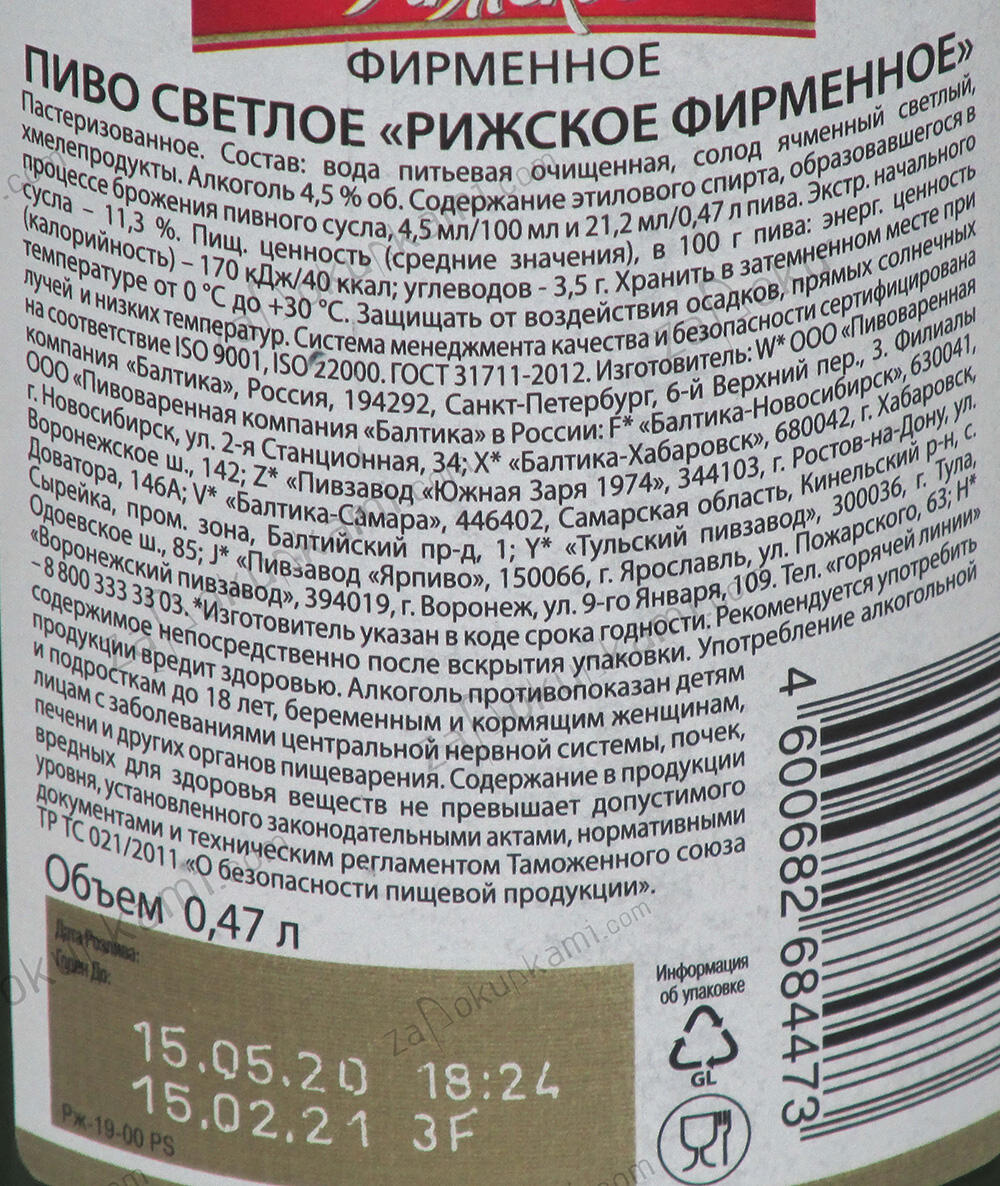 ФИРМЕННОЕ
ПИВО СВЕТЛОЕ «РИЖСКОЕ ФИРМЕННОЕ»
Пастеризованное. Состав: вода питьевая очищенная, солод ячменный светлый,
хмелепродукты. Алкоголь 4,5 % об. Содержание этилового спирта, образовавшегося в
процессе брожения пивного сусла, 4,5 мл/100 мл и 21,2 мл/0,47 л пива. Экстр. начального
сусла – 11,3 %. Пищ. ценность (средние значения), в 100 г пива: энерг. ценность
(калорийность) – 170 кДж/40 ккал; углеводов - 3,5 г. Хранить в затемненном месте при
температуре от 0 °С до +30 °С. Защищать от воздействия осадков, прямых солнечных
лучей и низких температур. Система менеджмента качества и безопасности сертифицирована
на соответствие ISO 9001, ISO 22000. ГОСТ 31711-2012. Изготовитель: W* ООО «Пивоваренная
компания «Балтика», Россия, 194292, Санкт-Петербург, 6-й Верхний пер., 3. Филиалы
ООО «Пивоваренная компания «Балтика» в России: F* «Балтика-Новосибирск», 630041,
г. Новосибирск, ул. 2-я Станционная, 34; X* «Балтика-Хабаровск», 680042, г. Хабаровск,
Воронежское ш., 142; Z* «Пивзавод «Южная Заря 1974», 344103, г. Ростов-на-Дону, ул.
Доватора, 146А; V* «Балтика-Самара», 446402, Самарская область, Кинельский р-н, с.
Сырейка, пром. зона, Балтийский пр-д, 1; Y* «Тульский пивзавод», 300036, г. Тула,
Одоевское ш., 85; J* «Пивзавод «Ярпиво», 150066, г. Ярославль, ул. Пожарского, 63; H*
«Воронежский пивзавод», 394019, г. Воронеж, ул. 9-го Января, 109. Тел. «горячей линии»
– 8 800 333 33 03. *Изготовитель указан в коде срока годности. Рекомендуется употребить
содержимое непосредственно после вскрытия упаковки. Употребление алкогольной
продукции вредит здоровью. Алкоголь противопоказан детям
и подросткам до 18 лет, беременным и кормящим женщинам,
лицам с заболеваниями центральной нервной системы, почек,
печени и других органов пищеварения. Содержание в продукции
вредных для здоровья веществ не превышает допустимого
уровня, установленного законодательными актами, нормативными
документами и техническим регламентом Таможенного союза
ТР ТС 021/2011 «О безопасности пищевой продукции».
Объем 0,47 л
Дата Розлива:
Годен До:
15.05.20 18:24
15.02.21 3F
Рж-19-00 PS
Информация
об упаковке
GL
4 600682 684473
zapokupkami.com